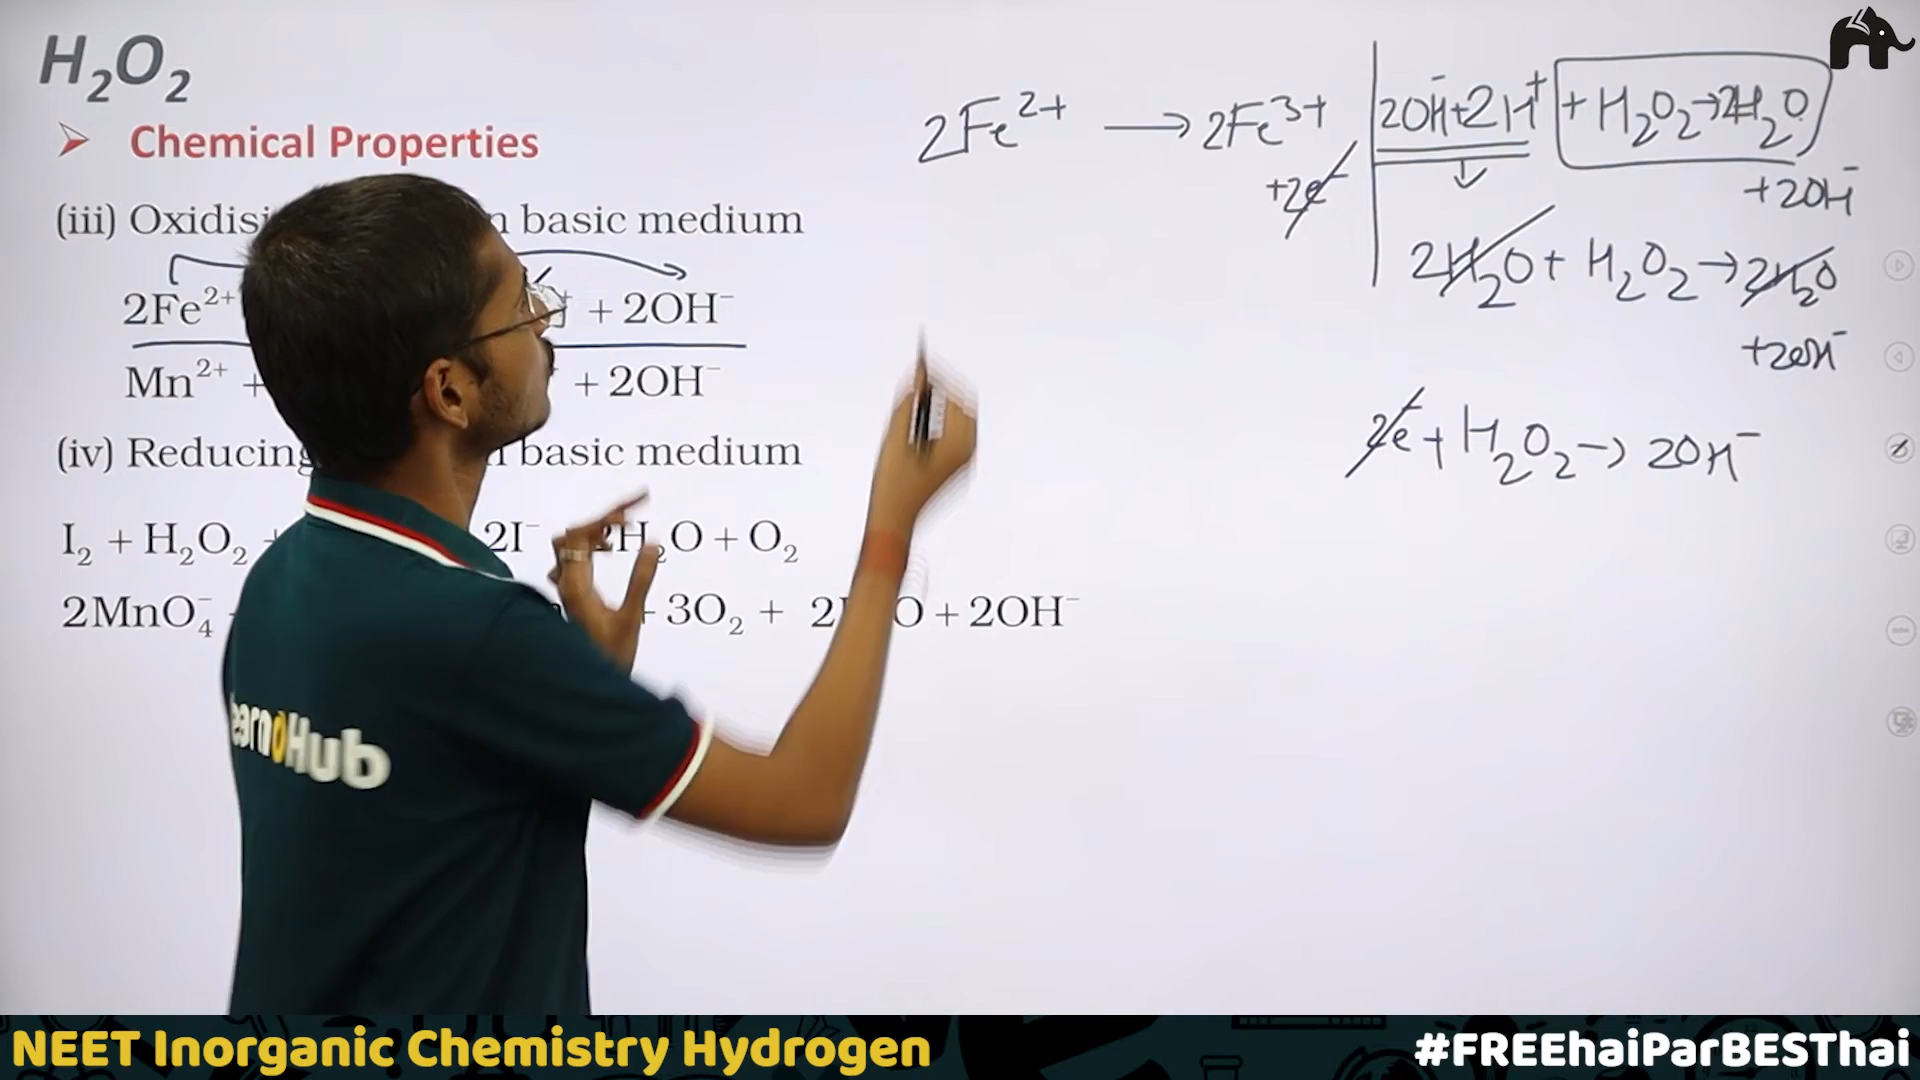 H₂O₂
➢ Chemical Properties
(iii) Oxidisi n basic medium
2Fe²⁺ + 2OH⁻
Mn²⁺ + + 2OH⁻
(iv) Reducing basic medium
I₂ + H₂O₂ 2I⁻ 2H₂O + O₂
2MnO₄⁻ + 3O₂ + 2 O + 2OH⁻
2Fe²⁺ → 2Fe³⁺
+2e⁻
2OH⁻+2H⁺ + H₂O₂→2H₂O
+2OH⁻
2H₂O + H₂O₂ → 2H₂O
+2OH⁻
2e + H₂O₂ → 2OH⁻
earnoHub
NEET Inorganic Chemistry Hydrogen
#FREEhaiParBESThai